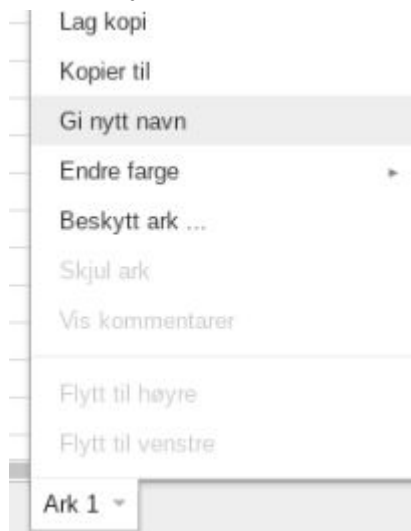 Lag kopi
Kopier til
Gi nytt navn
Endre farge
Beskytt ark ...
Skjul ark
Vis kommentarer
Flytt til høyre
Flytt til venstre
Ark 1